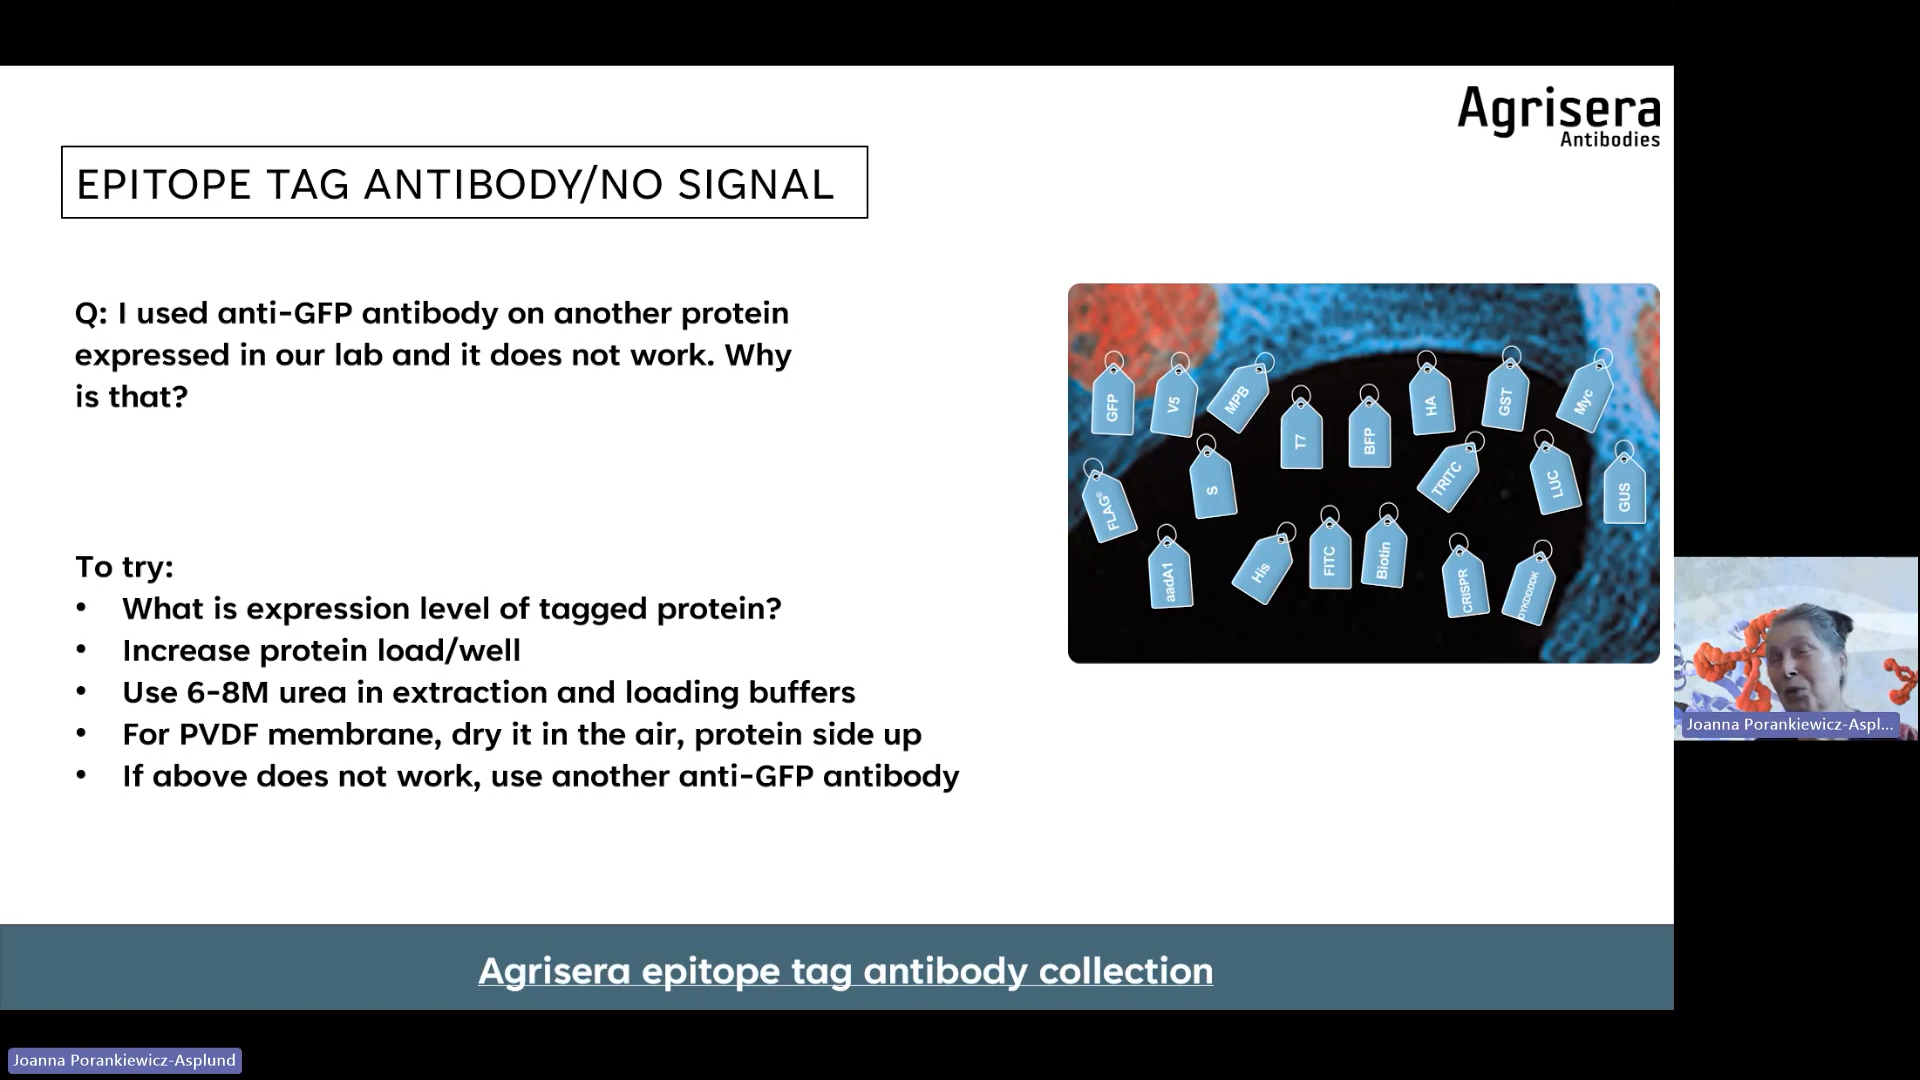 Agrisera
Antibodies
EPITOPE TAG ANTIBODY/NO SIGNAL
Q: I used anti-GFP antibody on another protein
expressed in our lab and it does not work. Why
is that?
To try:
• What is expression level of tagged protein?
• Increase protein load/well
• Use 6-8M urea in extraction and loading buffers
• For PVDF membrane, dry it in the air, protein side up
• If above does not work, use another anti-GFP antibody
GFP
V5
MPB
T7
BFP
HA
GST
Myc
FLAG®
S
TRITC
LUC
GUS
aadA1
His
FITC
Biotin
CRISPR
DYKDDDDK
Agrisera epitope tag antibody collection
Joanna Porankiewicz-Aspl...
Joanna Porankiewicz-Asplund